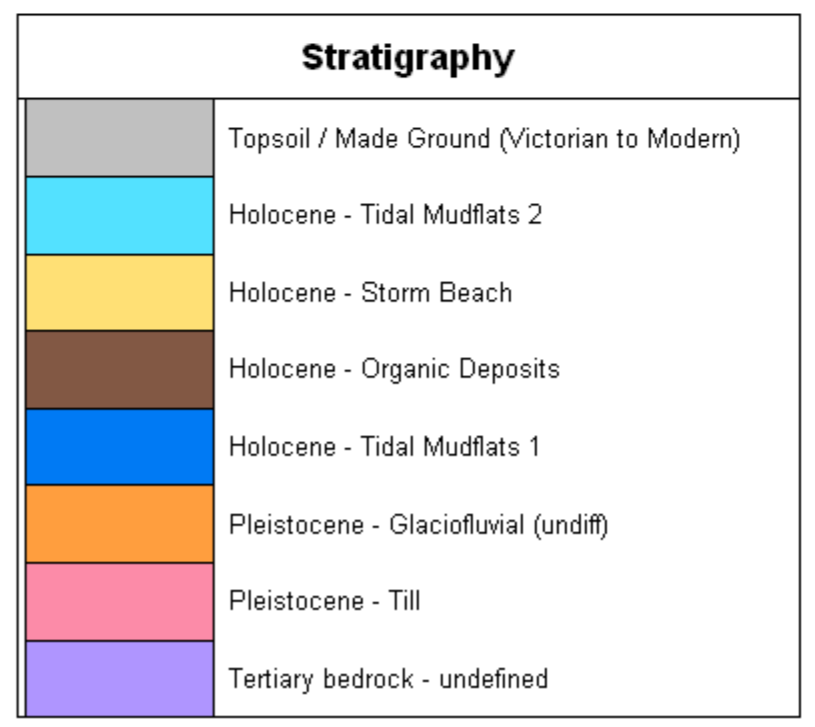 Stratigraphy
Topsoil / Made Ground (Victorian to Modern)
Holocene - Tidal Mudflats 2
Holocene - Storm Beach
Holocene - Organic Deposits
Holocene - Tidal Mudflats 1
Pleistocene - Glaciofluvial (undiff)
Pleistocene - Till
Tertiary bedrock - undefined